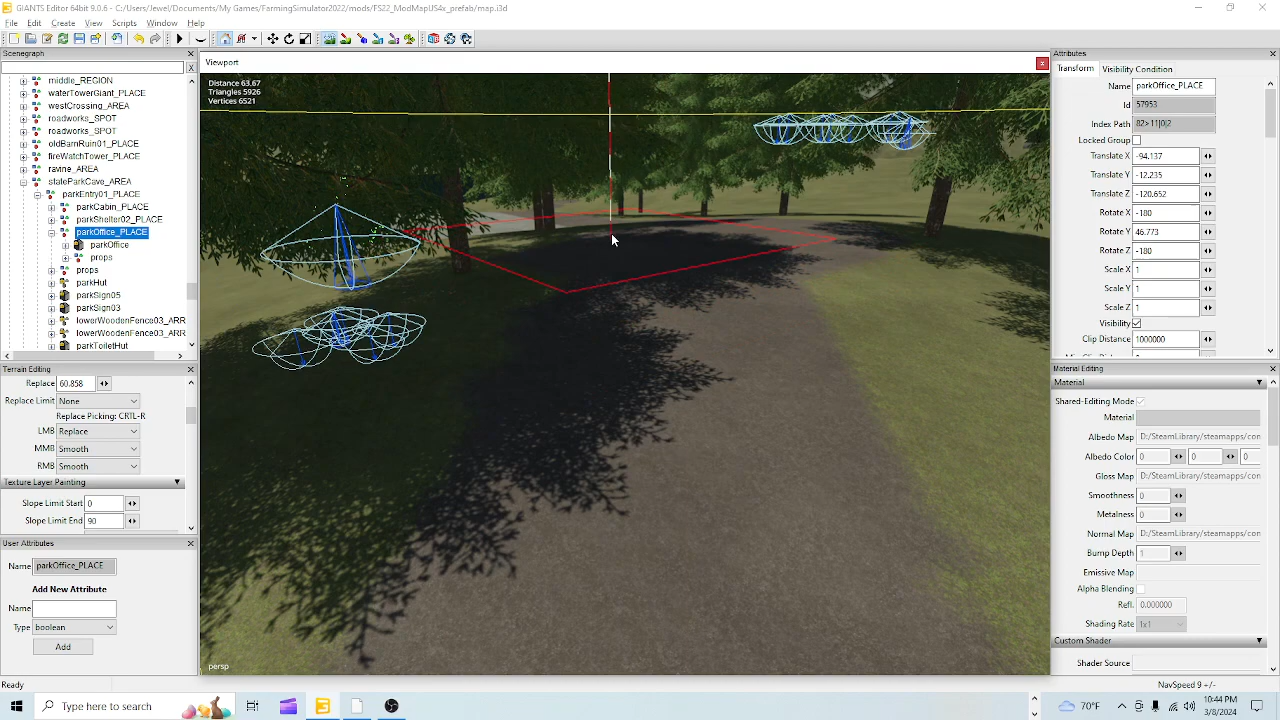 GIANTS Editor 64bit 9.0.6 - C:/Users/Jewel/Documents/My Games/FarmingSimulator2022/mods/FS22_ModMapUS4x_prefab/map.i3d
File Edit Create View Scripts Window Help
Scenegraph
X
middle_REGION
waterTowerGiant_PLACE
westCrossing_AREA
roadworks_SPOT
roadworks_SPOT
oldbarnRuin01_PLACE
fireWatchTower_PLACE
ravine_AREA
stateParkCave_AREA
park01_PLACE
parkCabin_PLACE
parkShelter02_PLACE
parkOffice_PLACE
parkOffice
props
props
parkHut
parkSign05
lowerWoodenFence03_ARR
lowerWoodenFence03_ARR
parkToiletHut
Terrain Editing
Replace 60.858
Replace Limit None
Replace Picking: CRTL-R
LMB Replace
MMB Smooth
RMB Smooth
Texture Layer Painting
Slope Limit Start 0
Slope Limit End 90
User Attributes
Name parkOffice_PLACE
Add New Attribute
Name
Type boolean
Add
Ready
Viewport
Distance 63.67
Triangles 5926
Vertices 6521
persp
Attributes
Transform Visibility Condition
Name parkOffice_PLACE
Id 57953
Index Path 82>11|0|2
Locked Group
Translate X -94.137
Translate Y -12.235
Translate Z -120.652
Rotate X -180
Rotate Y 46.773
Rotate Z -180
Scale X 1
Scale Y 1
Scale Z 1
Visibility
Clip Distance 1000000
Material Editing
Material
Shared-Editing Mode
Material
Albedo Map D:/SteamLibrary/steamapps/con
Albedo Color 0 0 0
Gloss Map D:/SteamLibrary/steamapps/con
Smoothness 0
Metalness 0
Normal Map D:/SteamLibrary/steamapps/con
Bump Depth 1
Emissive Map
Alpha Blending
Refl. 0.000000
Shading Rate 1x1
Custom Shader
Shader Source
NavSpeed 9 +/-
Type here to search
70°F
10:44 PM
3/8/2024